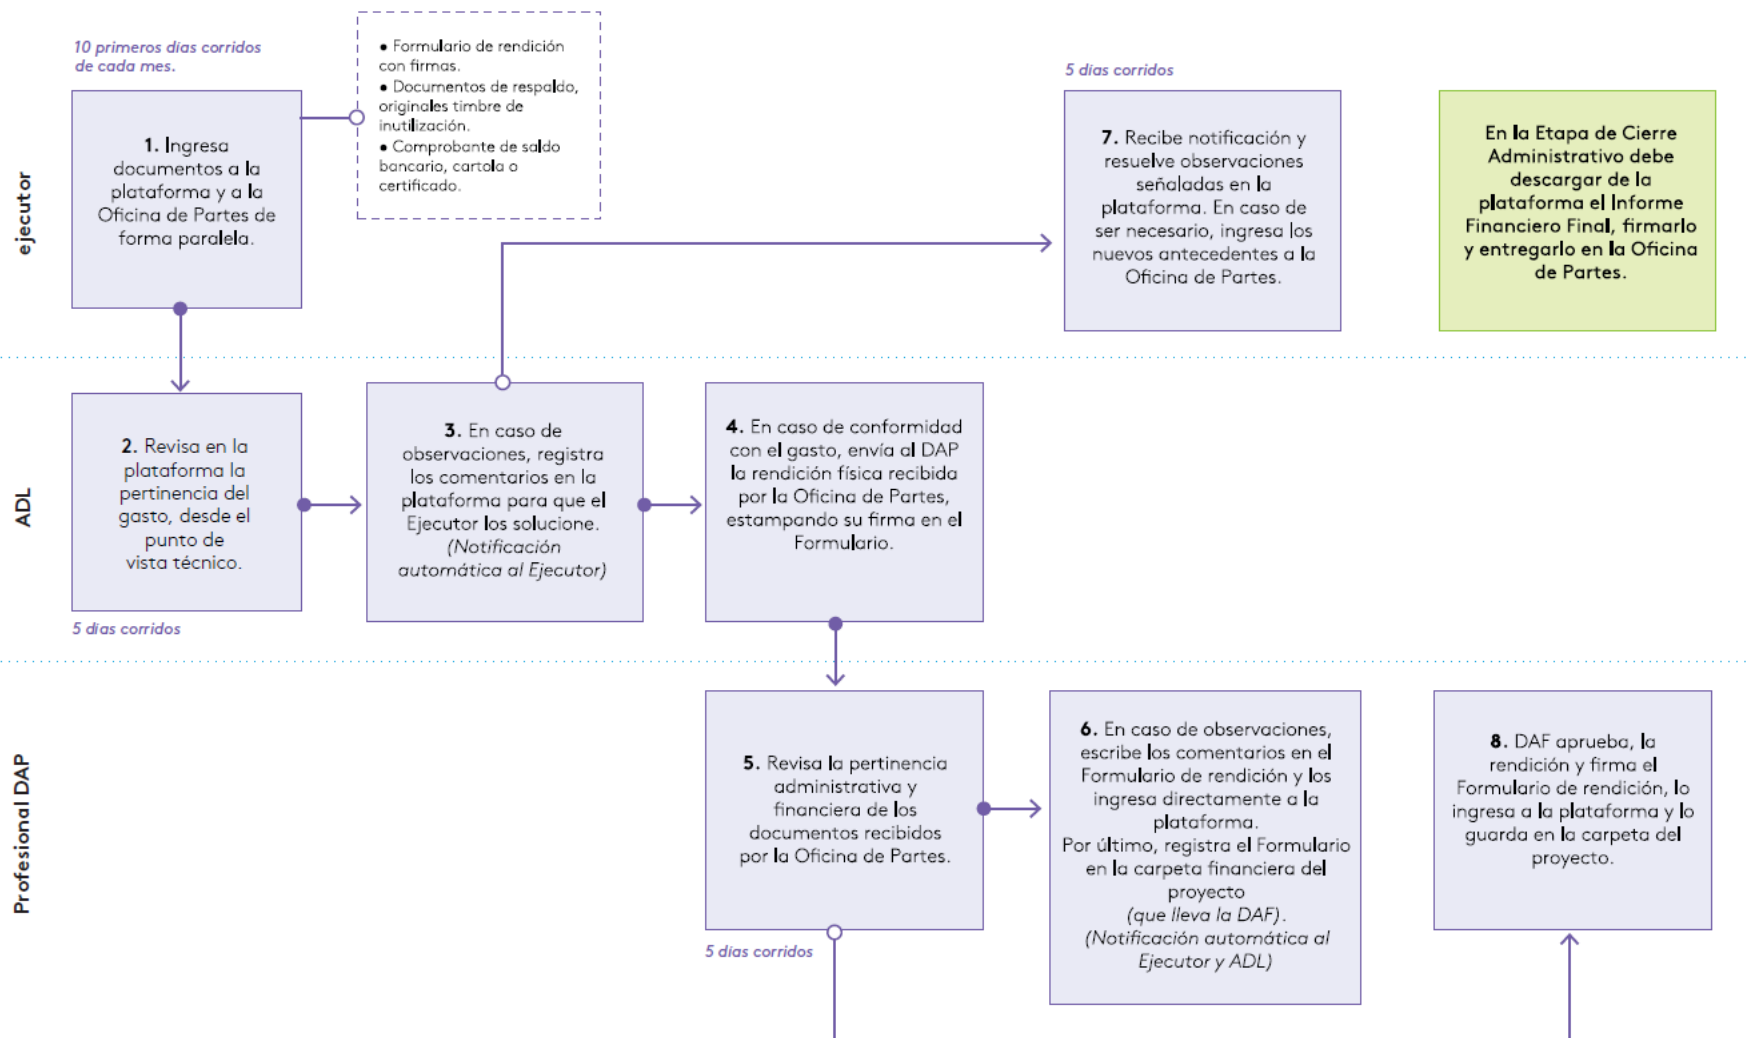 10 primeros días corridos
de cada mes.
• Formulario de rendición
con firmas.
• Documentos de respaldo,
originales timbre de
inutilización.
• Comprobante de saldo
bancario, cartola o
certificado.
ejecutor
1. Ingresa
documentos a la
plataforma y a la
Oficina de Partes de
forma paralela.
5 días corridos
7. Recibe notificación y
resuelve observaciones
señaladas en la
plataforma. En caso de
ser necesario, ingresa los
nuevos antecedentes a la
Oficina de Partes.
En la Etapa de Cierre
Administrativo debe
descargar de la
plataforma el Informe
Financiero Final, firmarlo
y entregarlo en la Oficina
de Partes.
ADL
2. Revisa en la
plataforma la
pertinencia del
gasto, desde el
punto de
vista técnico.
5 días corridos
3. En caso de
observaciones, registra
los comentarios en la
plataforma para que el
Ejecutor los solucione.
(Notificación
automática al Ejecutor)
4. En caso de conformidad
con el gasto, envía al DAP
la rendición física recibida
por la Oficina de Partes,
estampando su firma en el
Formulario.
Profesional DAP
5. Revisa la pertinencia
administrativa y
financiera de los
documentos recibidos
por la Oficina de Partes.
5 días corridos
6. En caso de observaciones,
escribe los comentarios en el
Formulario de rendición y los
ingresa directamente a la
plataforma.
Por último, registra el Formulario
en la carpeta financiera del
proyecto
(que lleva la DAF).
(Notificación automática al
Ejecutor y ADL)
8. DAF aprueba, la
rendición y firma el
Formulario de rendición, lo
ingresa a la plataforma y lo
guarda en la carpeta del
proyecto.